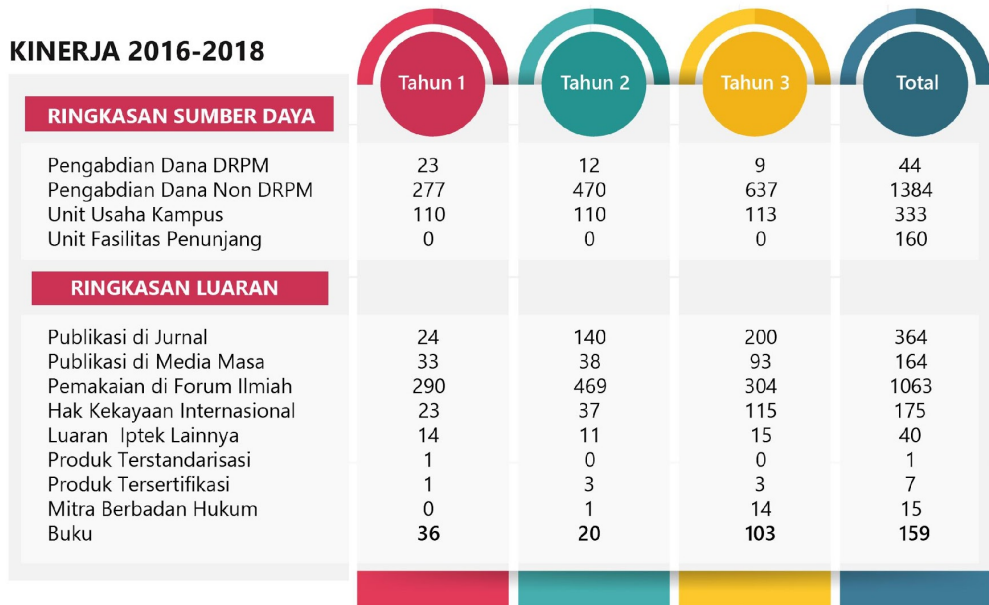 KINERJA 2016-2018
Tahun 1 Tahun 2 Tahun 3 Total
RINGKASAN SUMBER DAYA
Pengabdian Dana DRPM 23 12 9 44
Pengabdian Dana Non DRPM 277 470 637 1384
Unit Usaha Kampus 110 110 113 333
Unit Fasilitas Penunjang 0 0 0 160
RINGKASAN LUARAN
Publikasi di Jurnal 24 140 200 364
Publikasi di Media Masa 33 38 93 164
Pemakaian di Forum Ilmiah 290 469 304 1063
Hak Kekayaan Internasional 23 37 115 175
Luaran Iptek Lainnya 14 11 15 40
Produk Terstandarisasi 1 0 0 1
Produk Tersertifikasi 1 3 3 7
Mitra Berbadan Hukum 0 1 14 15
Buku 36 20 103 159